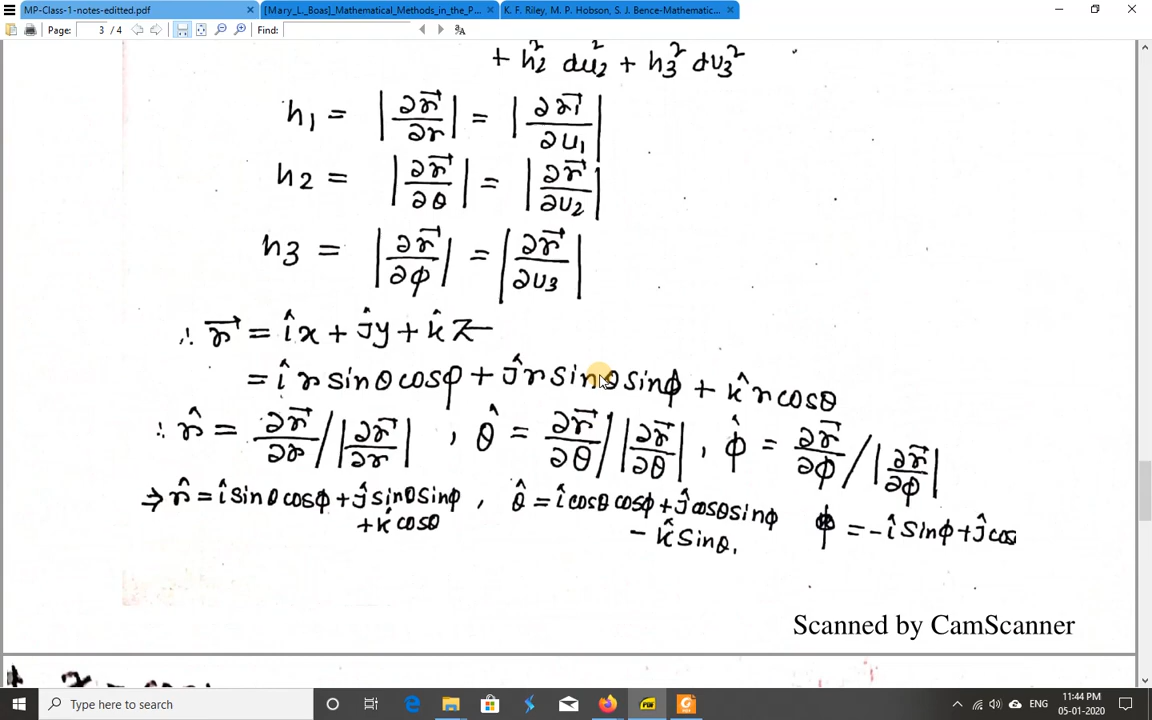 MP-Class-1-notes-editted.pdf
[Mary_L._Boas]_Mathematical_Methods_in_the_P...
K. F. Riley, M. P. Hobson, S. J. Bence-Mathematic...
Page: 3 / 4 Find:
+ h₂² du₂² + h₃² du₃²
h₁ = |∂r⃗/∂r| = |∂r⃗₁/∂u₁|
h₂ = |∂r⃗/∂θ| = |∂r⃗/∂u₂|
h₃ = |∂r⃗/∂ϕ| = |∂r⃗/∂u₃|
∴ r⃗ = îx + ĵy + k̂z
= î r sinθ cosϕ + ĵ r sinθ sinϕ + k̂ r cosθ
∴ r̂ = ∂r⃗/∂r / |∂r⃗/∂r| , θ̂ = ∂r⃗/∂θ / |∂r⃗/∂θ| , ϕ̂ = ∂r⃗/∂ϕ / |∂r⃗/∂ϕ|
⇒ r̂ = î sinθ cosϕ + ĵ sinθ sinϕ + k̂ cosθ , θ̂ = î cosθ cosϕ + ĵ cosθ sinϕ - k̂ sinθ. ϕ = -î sinϕ + ĵ cos
Scanned by CamScanner
Type here to search
ENG
11:44 PM
05-01-2020